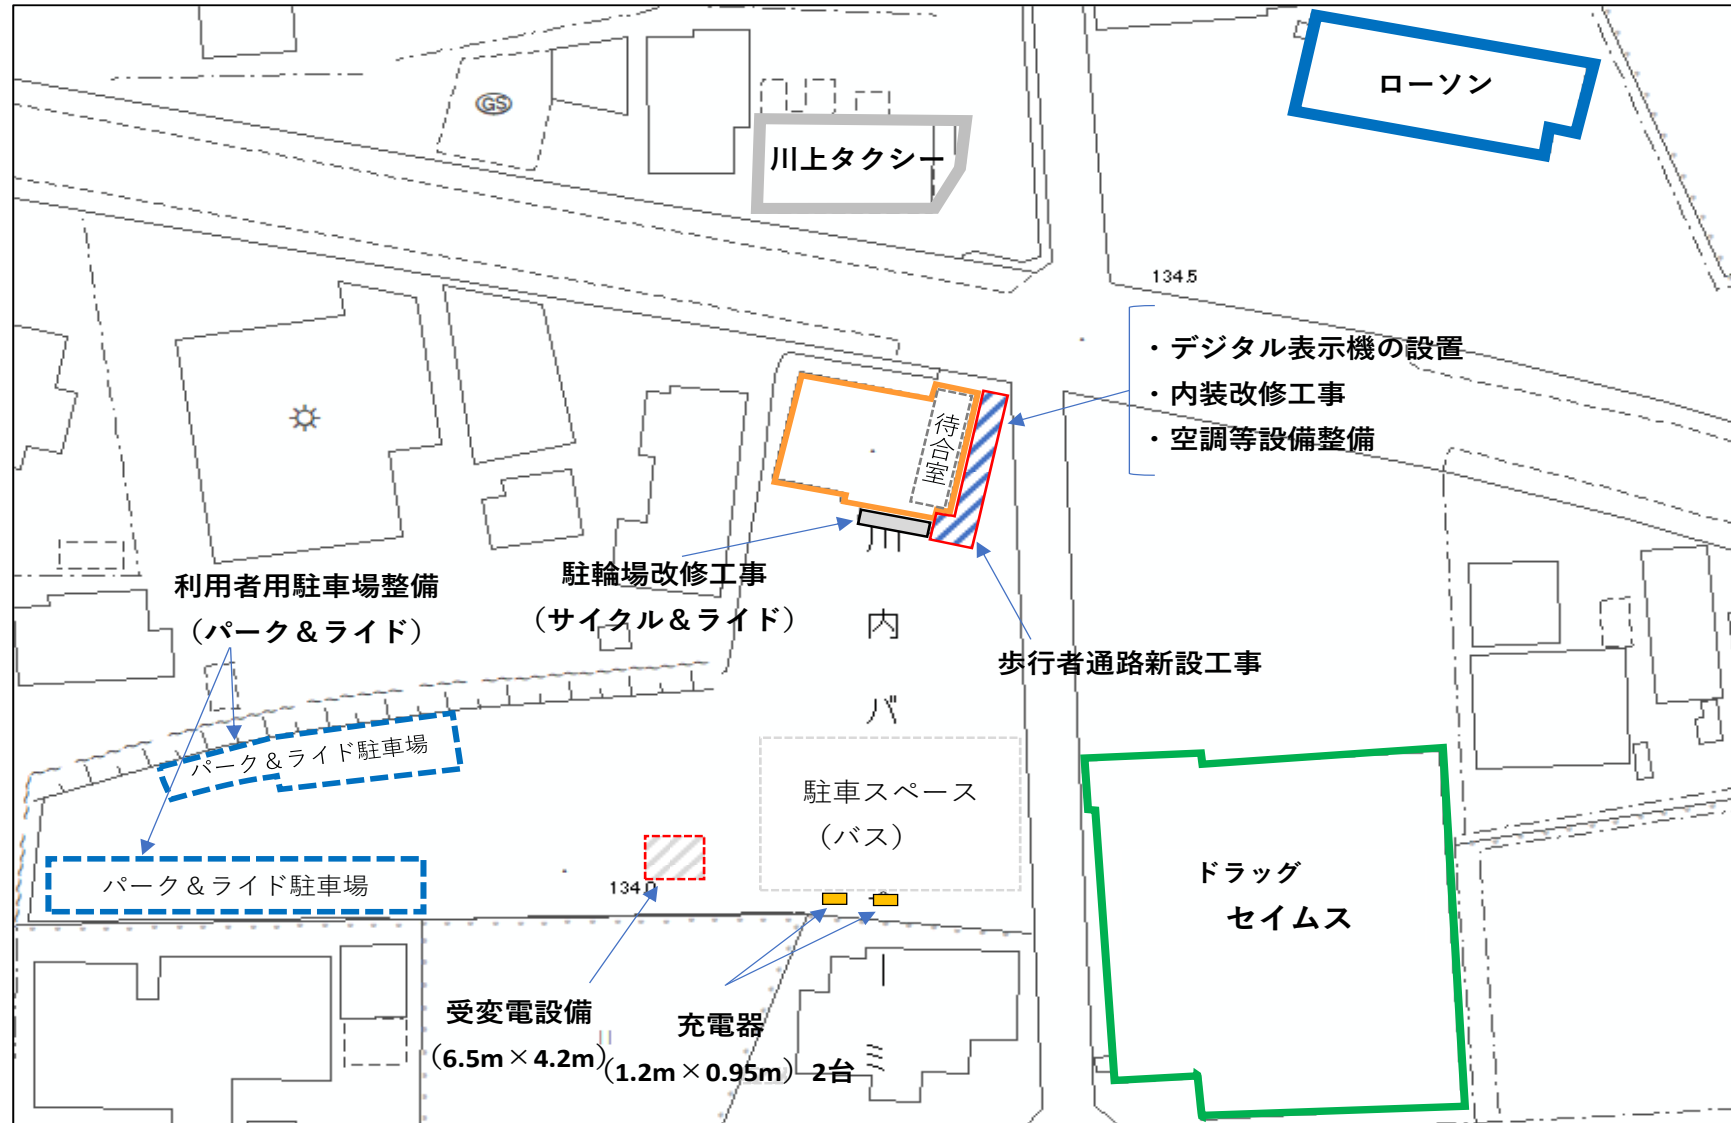 ローソン
GS
川上タクシー
134.5
・デジタル表示機の設置
・内装改修工事
・空調等設備整備
待合室
利用者用駐車場整備
（パーク＆ライド）
駐輪場改修工事
（サイクル＆ライド）
歩行者通路新設工事
川内バ
パーク＆ライド駐車場
駐車スペース
（バス）
パーク＆ライド駐車場
134.0
ドラッグ
セイムス
受変電設備
（6.5m×4.2m）
充電器
（1.2m×0.95m）2台